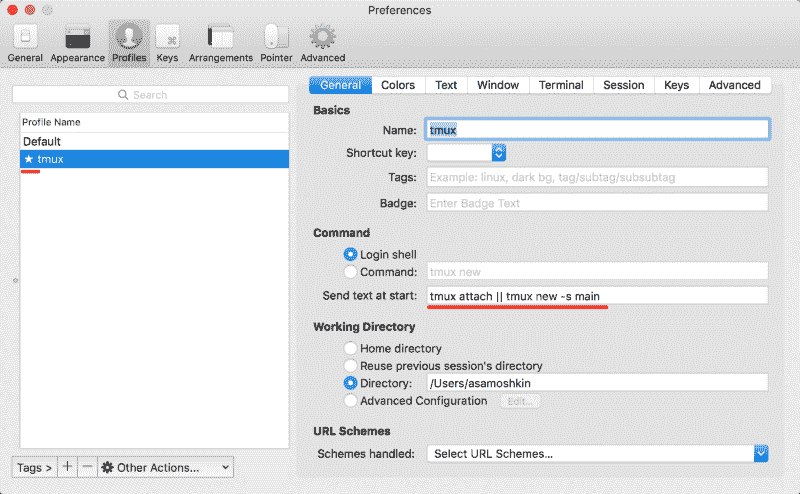 Preferences
General Appearance Profiles Keys Arrangements Pointer Advanced
Search
Profile Name
Default
★ tmux
Tags > + − Other Actions...
General Colors Text Window Terminal Session Keys Advanced
Basics
Name: tmux
Shortcut key:
Tags: Example: linux, dark bg, tag/subtag/subsubtag
Badge: Enter Badge Text
Command
Login shell
Command: tmux new
Send text at start: tmux attach || tmux new -s main
Working Directory
Home directory
Reuse previous session's directory
Directory: /Users/asamoshkin
Advanced Configuration Edit...
URL Schemes
Schemes handled: Select URL Schemes...